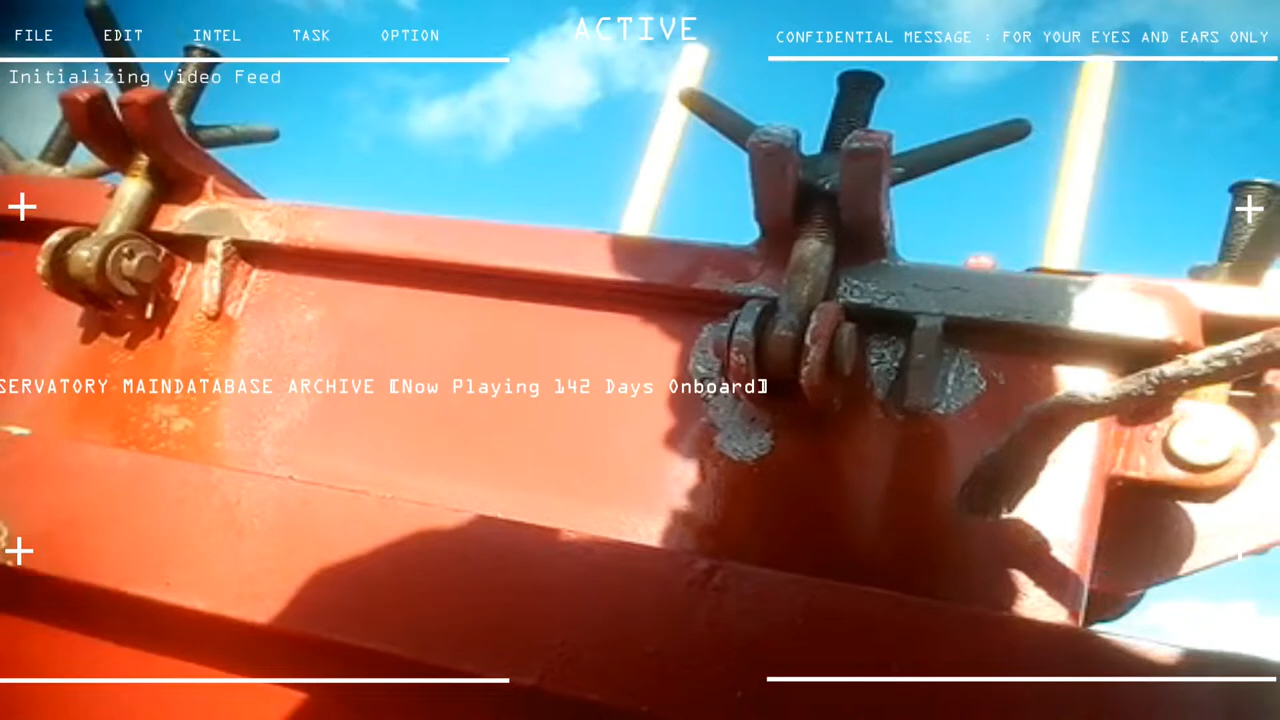 FILE EDIT INTEL TASK OPTION
ACTIVE
CONFIDENTIAL MESSAGE : FOR YOUR EYES AND EARS ONLY
Initializing Video Feed
SERVATORY MAINDATABASE ARCHIVE [Now Playing 142 Days Onboard]